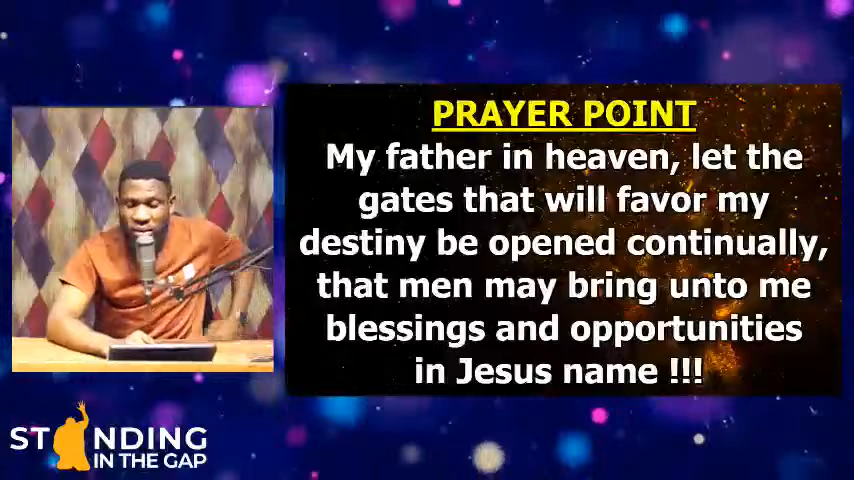 PRAYER POINT
My father in heaven, let the
gates that will favor my
destiny be opened continually,
that men may bring unto me
blessings and opportunities
in Jesus name !!!
STANDING
IN THE GAP